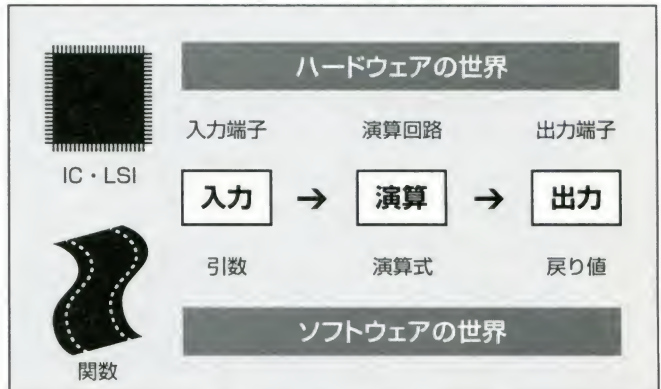 ハードウェアの世界
入力端子 演算回路 出力端子
IC・LSI
入力 → 演算 → 出力
引数 演算式 戻り値
ソフトウェアの世界
関数